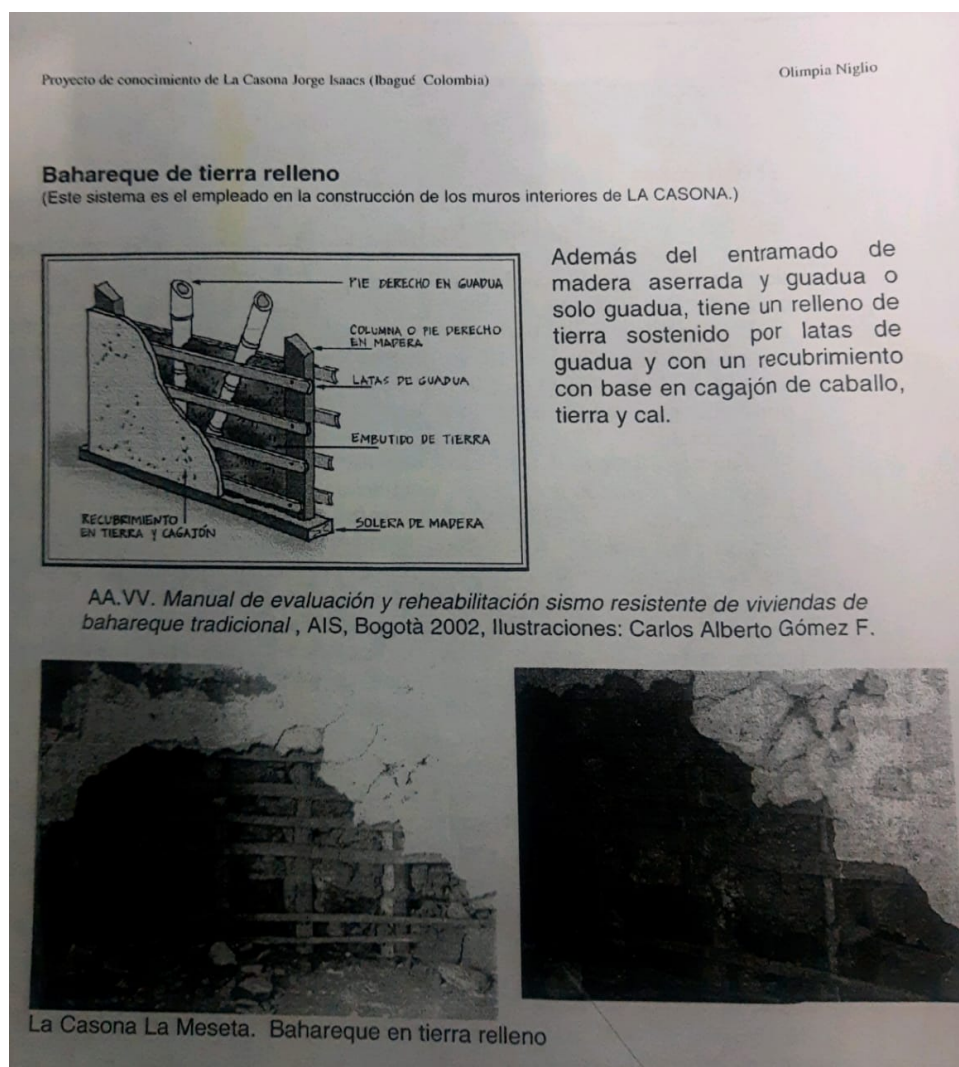 Proyecto de conocimiento de La Casona Jorge Isaacs (Ibagué Colombia)
Olimpia Niglio
Bahareque de tierra relleno
(Este sistema es el empleado en la construcción de los muros interiores de LA CASONA.)
PIE DERECHO EN GUADUA
COLUMNA O PIE DERECHO
EN MADERA
LATAS DE GUADUA
EMBUTIDO DE TIERRA
SOLERA DE MADERA
RECUBRIMIENTO
EN TIERRA Y CAGAJÓN
Además del entramado de
madera aserrada y guadua o
solo guadua, tiene un relleno de
tierra sostenido por latas de
guadua y con un recubrimiento
con base en cagajón de caballo,
tierra y cal.
AA.VV. Manual de evaluación y reheabilitación sismo resistente de viviendas de
bahareque tradicional , AIS, Bogotà 2002, Ilustraciones: Carlos Alberto Gómez F.
La Casona La Meseta. Bahareque en tierra relleno